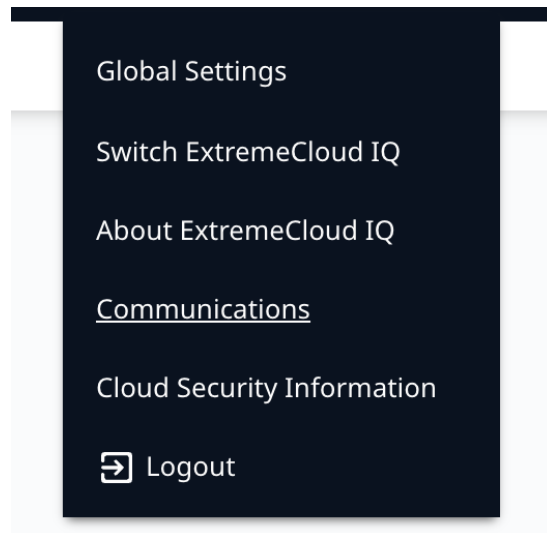 Global Settings
Switch ExtremeCloud IQ
About ExtremeCloud IQ
Communications
Cloud Security Information
Logout